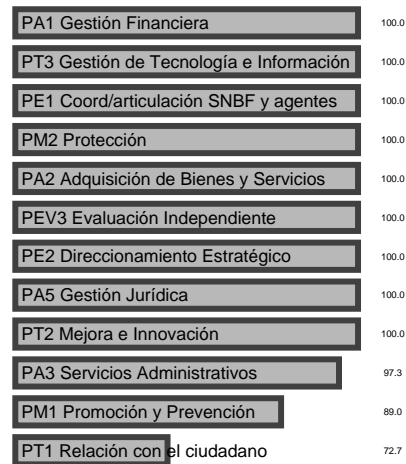 PA1 Gestión Financiera 100.0
PT3 Gestión de Tecnología e Información 100.0
PE1 Coord/articulación SNBF y agentes 100.0
PM2 Protección 100.0
PA2 Adquisición de Bienes y Servicios 100.0
PEV3 Evaluación Independiente 100.0
PE2 Direccionamiento Estratégico 100.0
PA5 Gestión Jurídica 100.0
PT2 Mejora e Innovación 100.0
PA3 Servicios Administrativos 97.3
PM1 Promoción y Prevención 89.0
PT1 Relación con el ciudadano 72.7